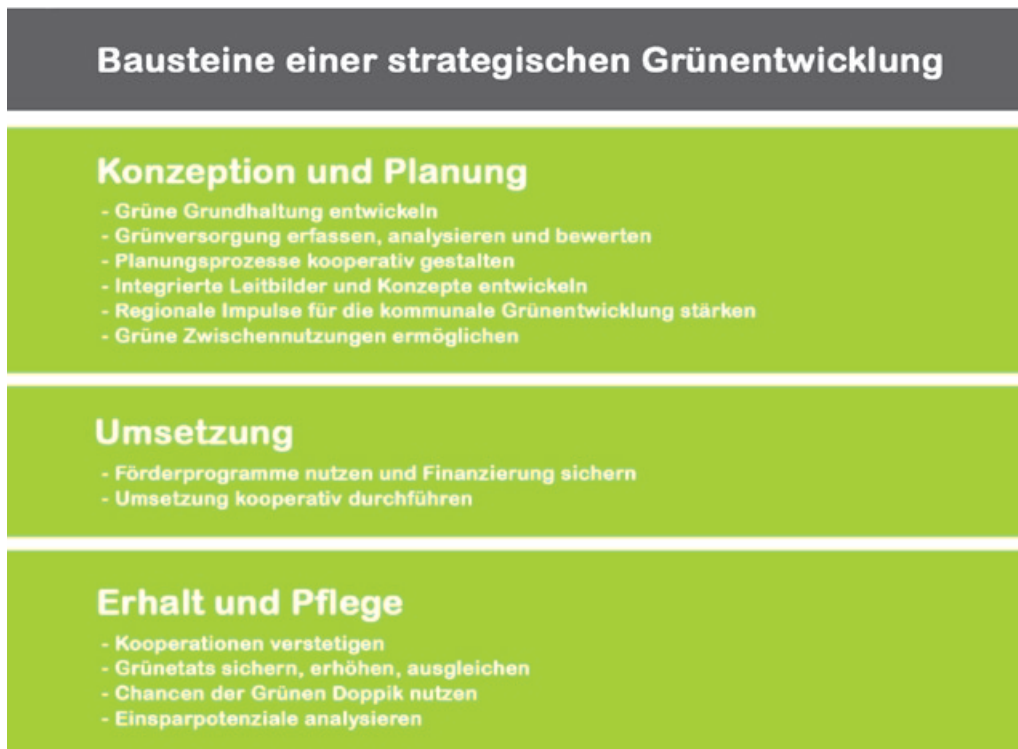 Bausteine einer strategischen Grünentwicklung
Konzeption und Planung
- Grüne Grundhaltung entwickeln
- Grünversorgung erfassen, analysieren und bewerten
- Planungsprozesse kooperativ gestalten
- Integrierte Leitbilder und Konzepte entwickeln
- Regionale Impulse für die kommunale Grünentwicklung stärken
- Grüne Zwischennutzungen ermöglichen
Umsetzung
- Förderprogramme nutzen und Finanzierung sichern
- Umsetzung kooperativ durchführen
Erhalt und Pflege
- Kooperationen verstetigen
- Grünetats sichern, erhöhen, ausgleichen
- Chancen der Grünen Doppik nutzen
- Einsparpotenziale analysieren